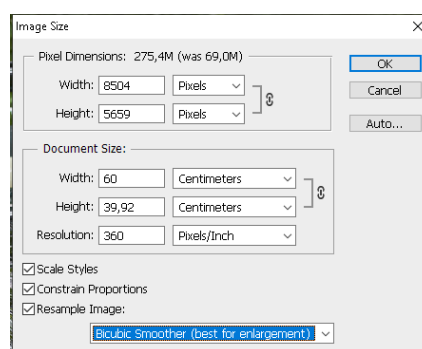 Image Size
Pixel Dimensions: 275,4M (was 69,0M)
Width: 8504 Pixels
Height: 5659 Pixels
OK
Cancel
Auto...
Document Size:
Width: 60 Centimeters
Height: 39,92 Centimeters
Resolution: 360 Pixels/Inch
Scale Styles
Constrain Proportions
Resample Image:
Bicubic Smoother (best for enlargement)